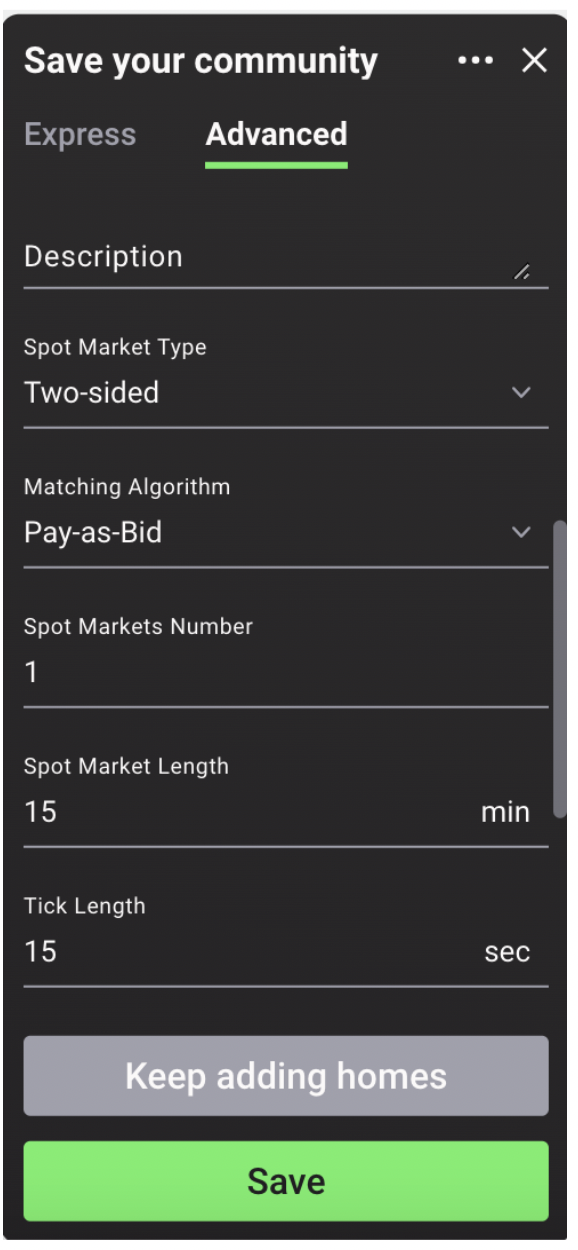 Save your community
Express Advanced
Description
Spot Market Type
Two-sided
Matching Algorithm
Pay-as-Bid
Spot Markets Number
1
Spot Market Length
15 min
Tick Length
15 sec
Keep adding homes
Save